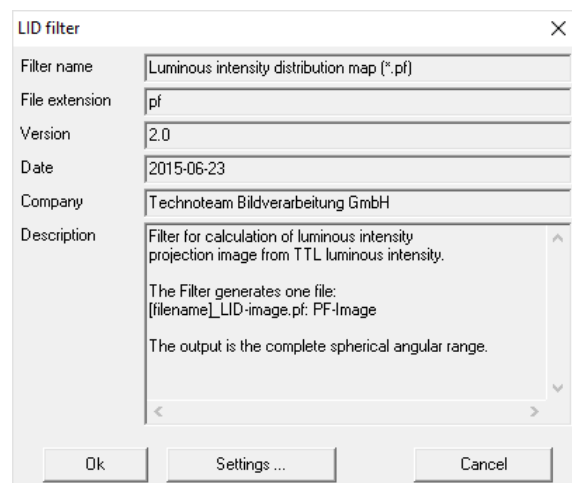 LID filter
Filter name Luminous intensity distribution map (*.pf)
File extension pf
Version 2.0
Date 2015-06-23
Company Technoteam Bildverarbeitung GmbH
Description Filter for calculation of luminous intensity
projection image from TTL luminous intensity.
The Filter generates one file:
[filename]_LID-image.pf: PF-Image
The output is the complete spherical angular range.
Ok Settings ... Cancel